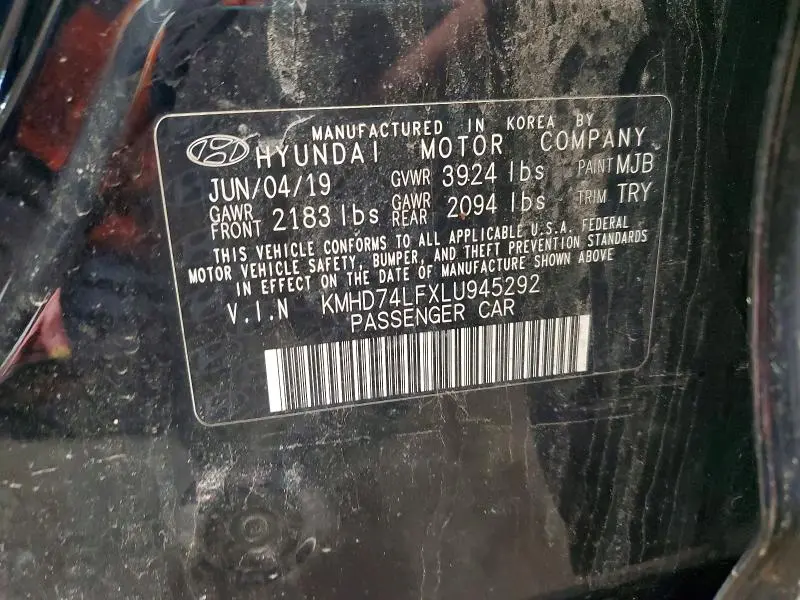 MANUFACTURED IN KOREA BY
HYUNDAI MOTOR COMPANY
JUN/04/19 GVWR 3924 lbs PAINT MJB
GAWR FRONT 2183 lbs GAWR REAR 2094 lbs TRIM TRY
THIS VEHICLE CONFORMS TO ALL APPLICABLE U.S.A. FEDERAL
MOTOR VEHICLE SAFETY, BUMPER, AND THEFT PREVENTION STANDARDS
IN EFFECT ON THE DATE OF MANUFACTURE SHOWN ABOVE
V.I.N KMHD74LFXLU945292
PASSENGER CAR